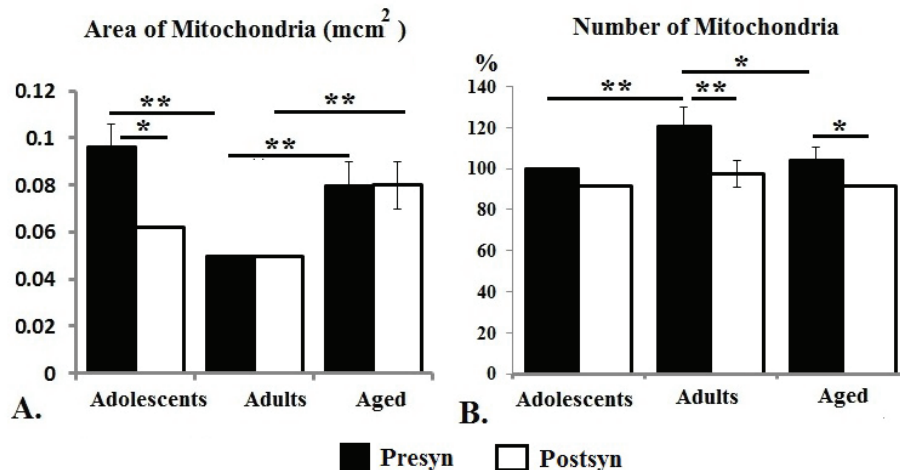 Area of Mitochondria (mcm2)
0.12
0.1
0.08
0.06
0.04
0.02
0
** ** * **
Adolescents Adults Aged
A.
Number of Mitochondria
%
140
120
100
80
60
40
20
0
* ** ** *
Adolescents Adults Aged
B.
Presyn Postsyn